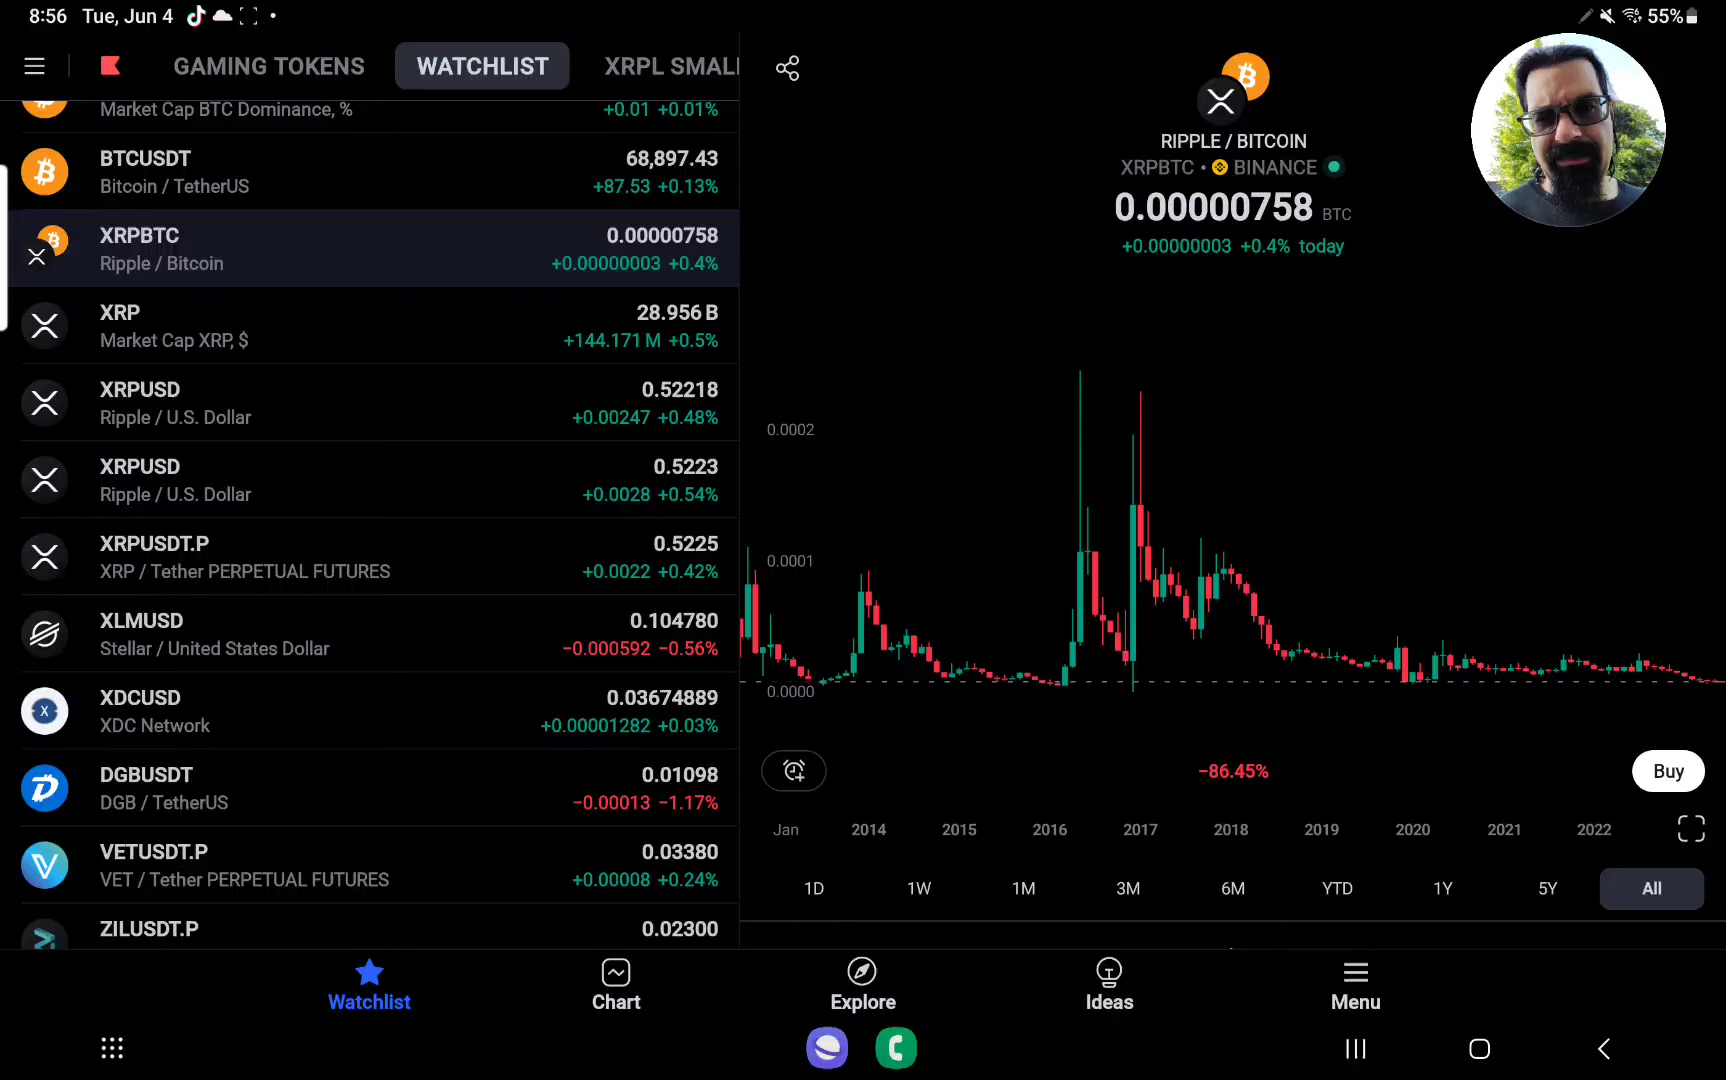 8:56 Tue, Jun 4
55%
GAMING TOKENS
WATCHLIST
XRPL SMAL
Market Cap BTC Dominance, %
+0.01 +0.01%
BTCUSDT
68,897.43
Bitcoin / TetherUS
+87.53 +0.13%
XRPBTC
0.00000758
Ripple / Bitcoin
+0.00000003 +0.4%
XRP
28.956 B
Market Cap XRP, $
+144.171 M +0.5%
XRPUSD
0.52218
Ripple / U.S. Dollar
+0.00247 +0.48%
XRPUSD
0.5223
Ripple / U.S. Dollar
+0.0028 +0.54%
XRPUSDT.P
0.5225
XRP / Tether PERPETUAL FUTURES
+0.0022 +0.42%
XLMUSD
0.104780
Stellar / United States Dollar
−0.000592 −0.56%
XDCUSD
0.03674889
XDC Network
+0.00001282 +0.03%
DGBUSDT
0.01098
DGB / TetherUS
−0.00013 −1.17%
VETUSDT.P
0.03380
VET / Tether PERPETUAL FUTURES
+0.00008 +0.24%
ZILUSDT.P
0.02300
RIPPLE / BITCOIN
XRPBTC • BINANCE
0.00000758 BTC
+0.00000003 +0.4% today
0.0002
0.0001
0.0000
−86.45%
Buy
Jan 2014 2015 2016 2017 2018 2019 2020 2021 2022
1D 1W 1M 3M 6M YTD 1Y 5Y All
Watchlist Chart Explore Ideas Menu